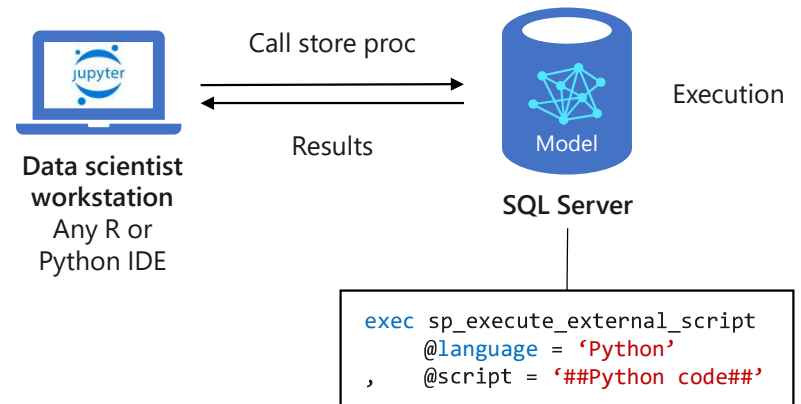 jupyter
Call store proc
Results
Data scientist
workstation
Any R or
Python IDE
Model
SQL Server
Execution
exec sp_execute_external_script
@language = ‘Python’
, @script = ‘##Python code##’